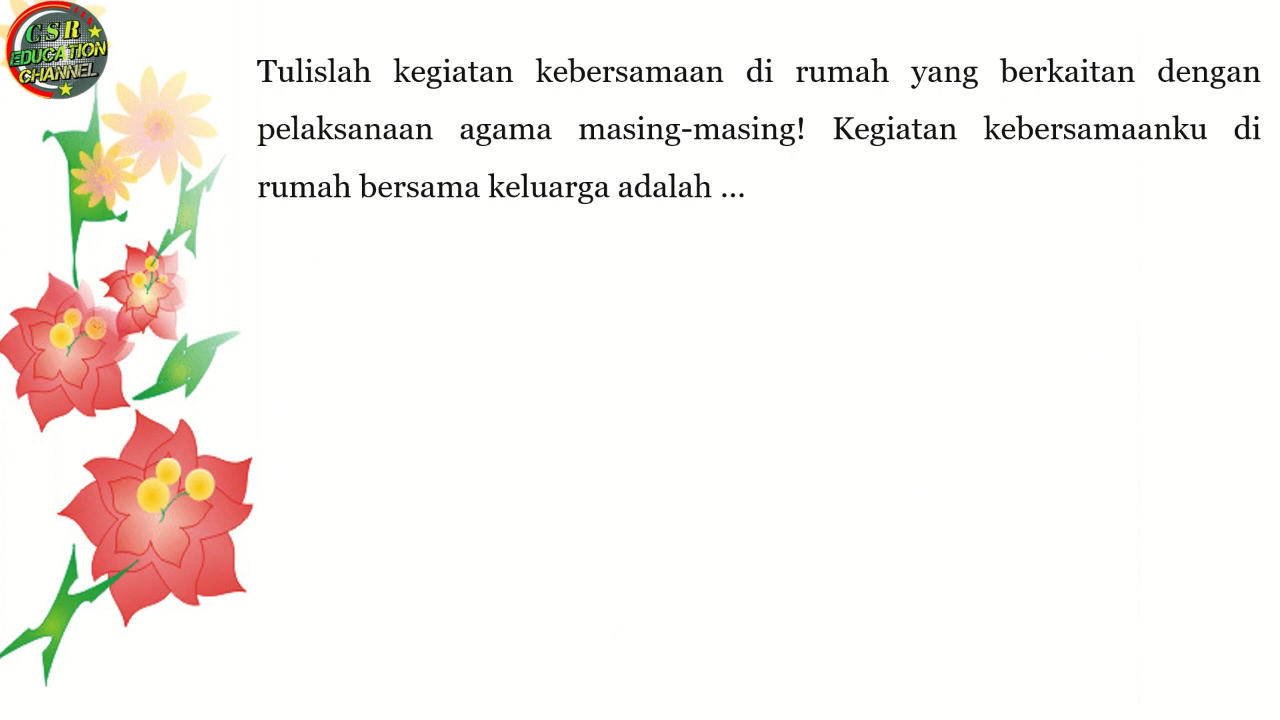 CSR
EDUCATION
CHANNEL
Tulislah kegiatan kebersamaan di rumah yang berkaitan dengan
pelaksanaan agama masing-masing! Kegiatan kebersamaanku di
rumah bersama keluarga adalah ...